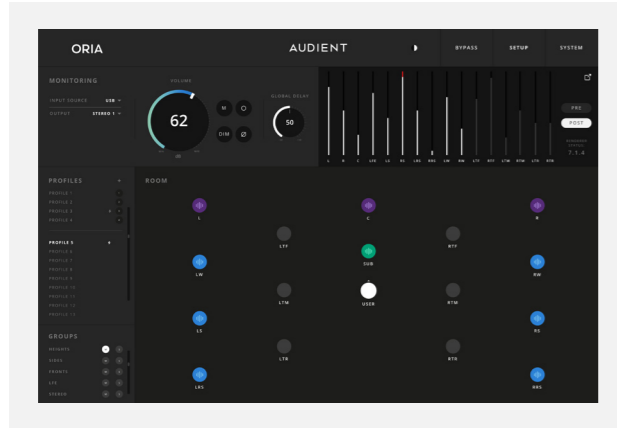 ORIA
AUDIENT
BYPASS
SETUP
SYSTEM
MONITORING
INPUT SOURCE USB
OUTPUT STEREO 1
VOLUME
62
dB
M
DIM
Ø
GLOBAL DELAY
50
PRE
POST
7.1.4
L R C LFE LS RS LRS RRS LW RW LTF RTF LTM RTM LTR RTR
PROFILES +
PROFILE 1
PROFILE 2
PROFILE 3
PROFILE 4
PROFILE 5
PROFILE 6
PROFILE 7
PROFILE 8
PROFILE 9
PROFILE 10
PROFILE 11
PROFILE 12
PROFILE 13
PROFILE 14
ROOM
L C R
LTF RTF
SUB
LW RW
LTM USER RTM
LS RS
LTR RTR
LRS RRS
GROUPS
HEIGHTS
SIDES
FRONTS
LFE
STEREO